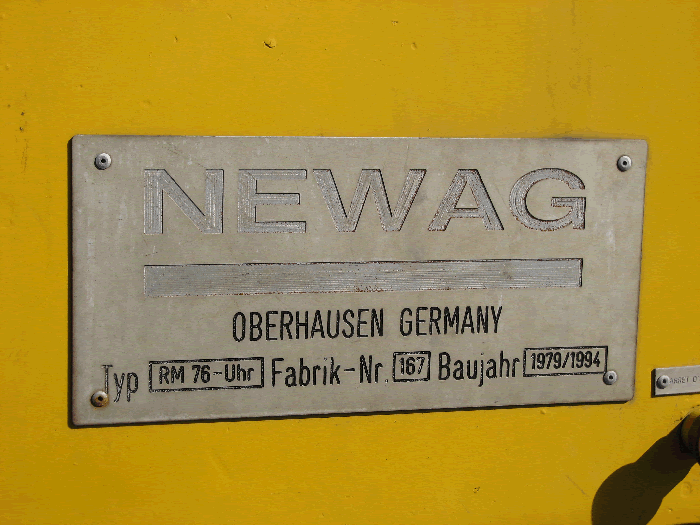 NEWAG
OBERHAUSEN GERMANY
Typ RM 76-Uhr Fabrik-Nr. 167 Baujahr 1979/1994